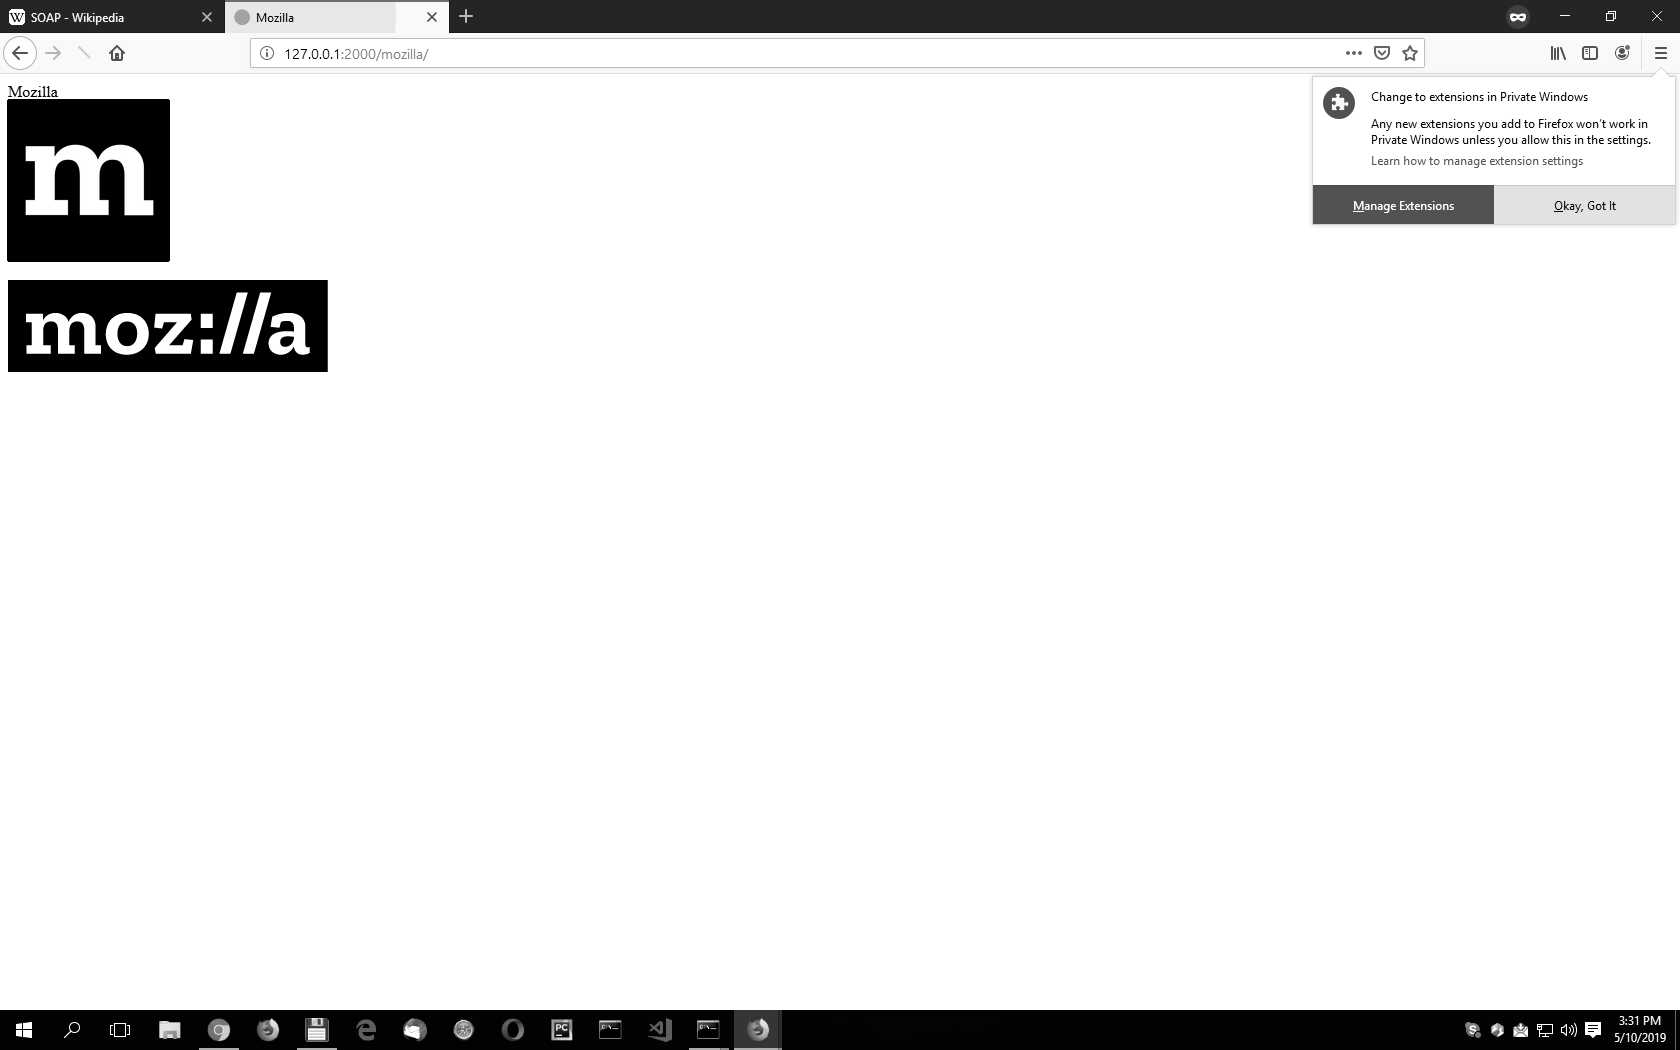 SOAP - Wikipedia
Mozilla
127.0.0.1:2000/mozilla/
Mozilla
m
moz://a
Change to extensions in Private Windows
Any new extensions you add to Firefox won't work in
Private Windows unless you allow this in the settings.
Learn how to manage extension settings
Manage Extensions
Okay, Got It
3:31 PM
5/10/2019